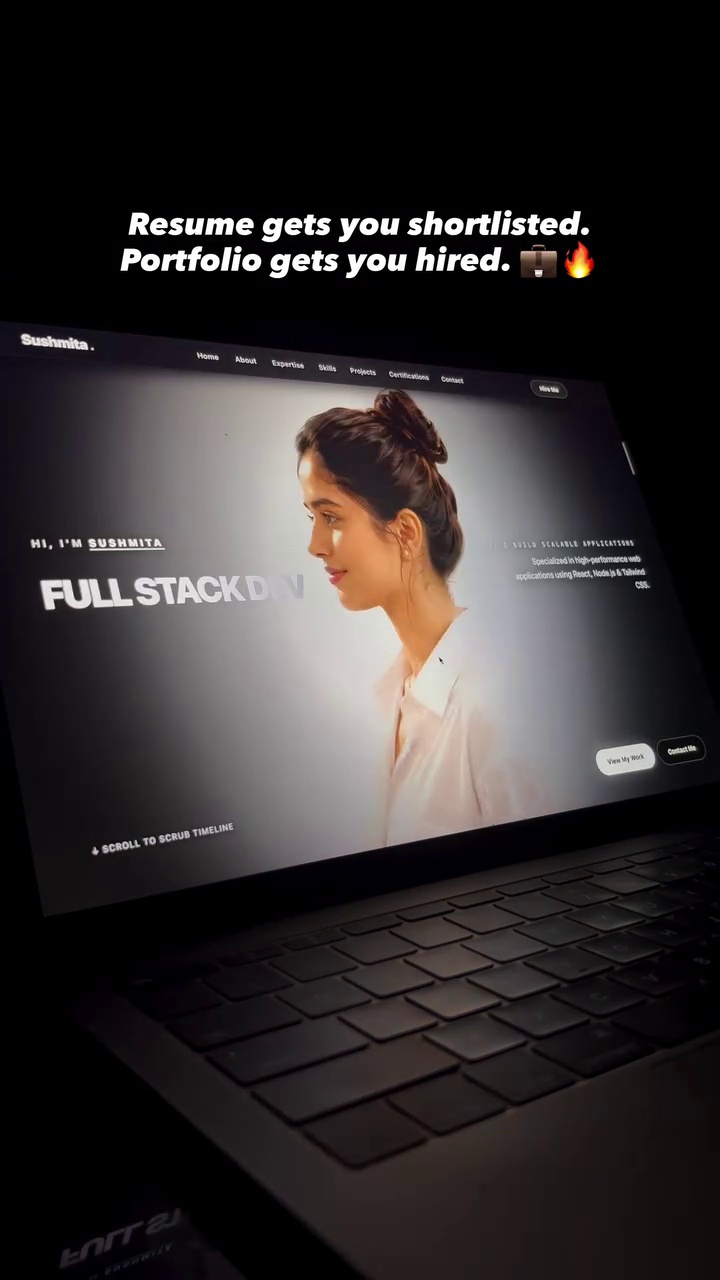 Resume gets you shortlisted.
Portfolio gets you hired. 💼🔥
Sushmita.
Home About Expertise Skills Projects Certifications Contact
Hire Me
HI, I'M SUSHMITA
FULL STACK DEV
BUILD SCALABLE APPLICATIONS
Specialized in high-performance web
applications using React, Node.js & Tailwind
CSS.
View My Work
Contact Me
↓ SCROLL TO SCRUB TIMELINE